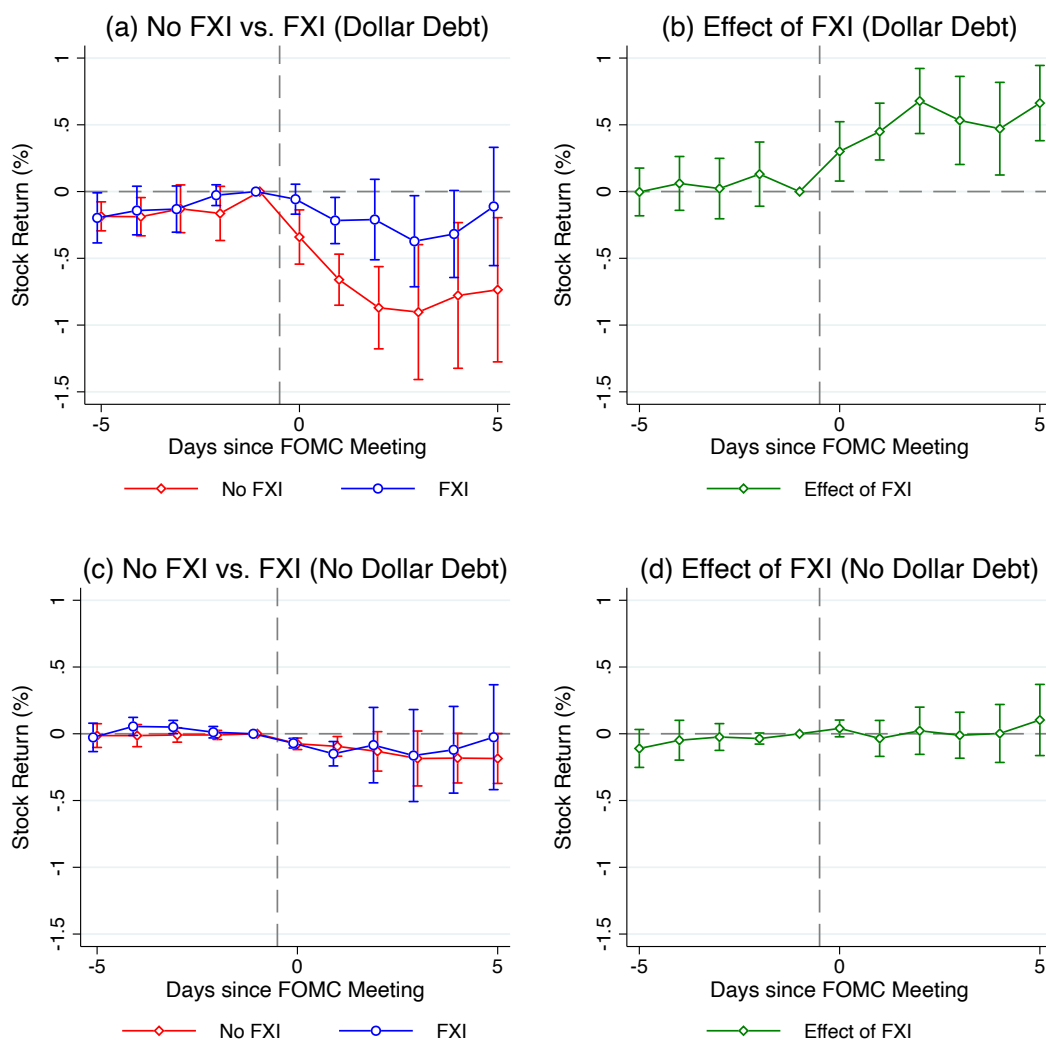 (a) No FXI vs. FXI (Dollar Debt)
Stock Return (%)
1
.5
0
-.5
-1
-1.5
-5
0
5
Days since FOMC Meeting
No FXI
FXI
(b) Effect of FXI (Dollar Debt)
Stock Return (%)
1
.5
0
-.5
-1
-1.5
-5
0
5
Days since FOMC Meeting
Effect of FXI
(c) No FXI vs. FXI (No Dollar Debt)
Stock Return (%)
1
.5
0
-.5
-1
-1.5
-5
0
5
Days since FOMC Meeting
No FXI
FXI
(d) Effect of FXI (No Dollar Debt)
Stock Return (%)
1
.5
0
-.5
-1
-1.5
-5
0
5
Days since FOMC Meeting
Effect of FXI